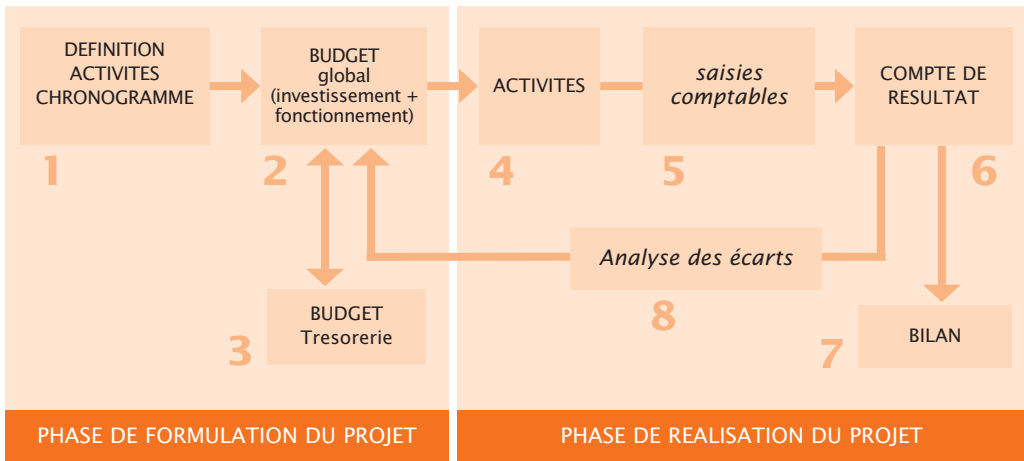 DEFINITION
ACTIVITES
CHRONOGRAMME
1
BUDGET
global
(investissement +
fonctionnement)
2
BUDGET
Tresorerie
3
PHASE DE FORMULATION DU PROJET
ACTIVITES
4
saisies
comptables
5
COMPTE DE
RESULTAT
6
BILAN
7
Analyse des écarts
8
PHASE DE REALISATION DU PROJET